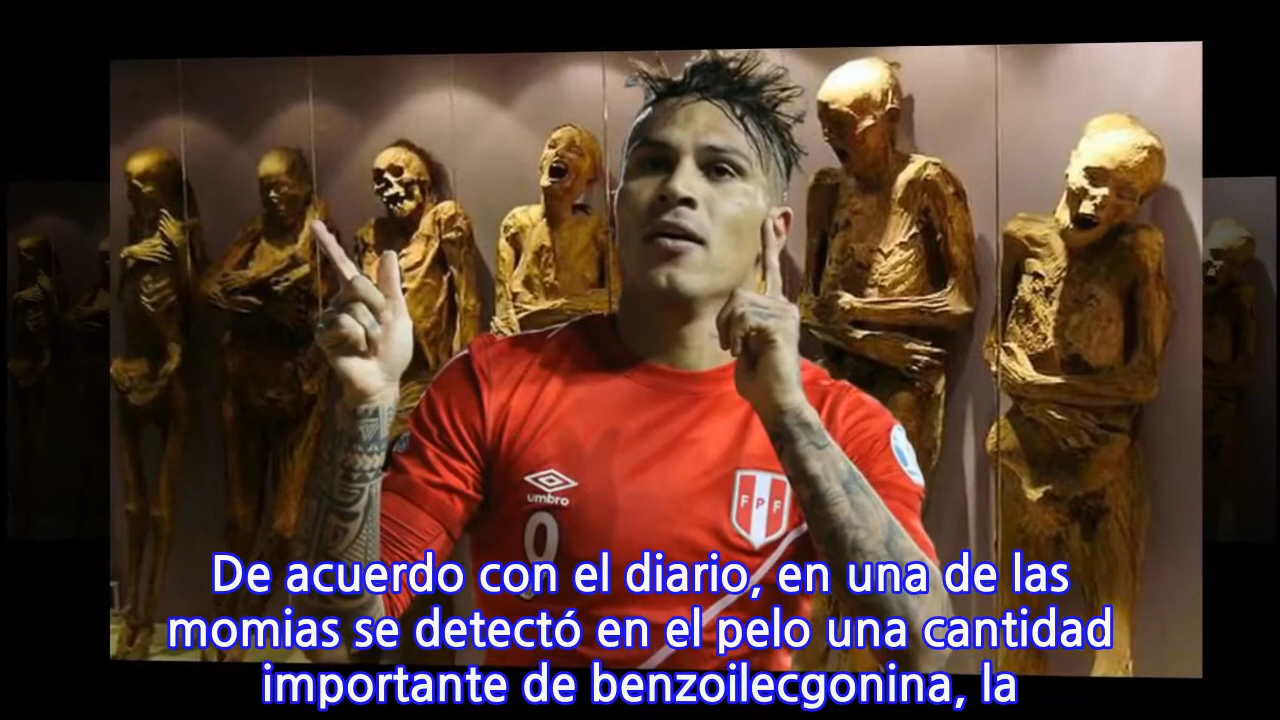 umbro
F P F
9
De acuerdo con el diario, en una de las
momias se detectó en el pelo una cantidad
importante de benzoilecgonina, la